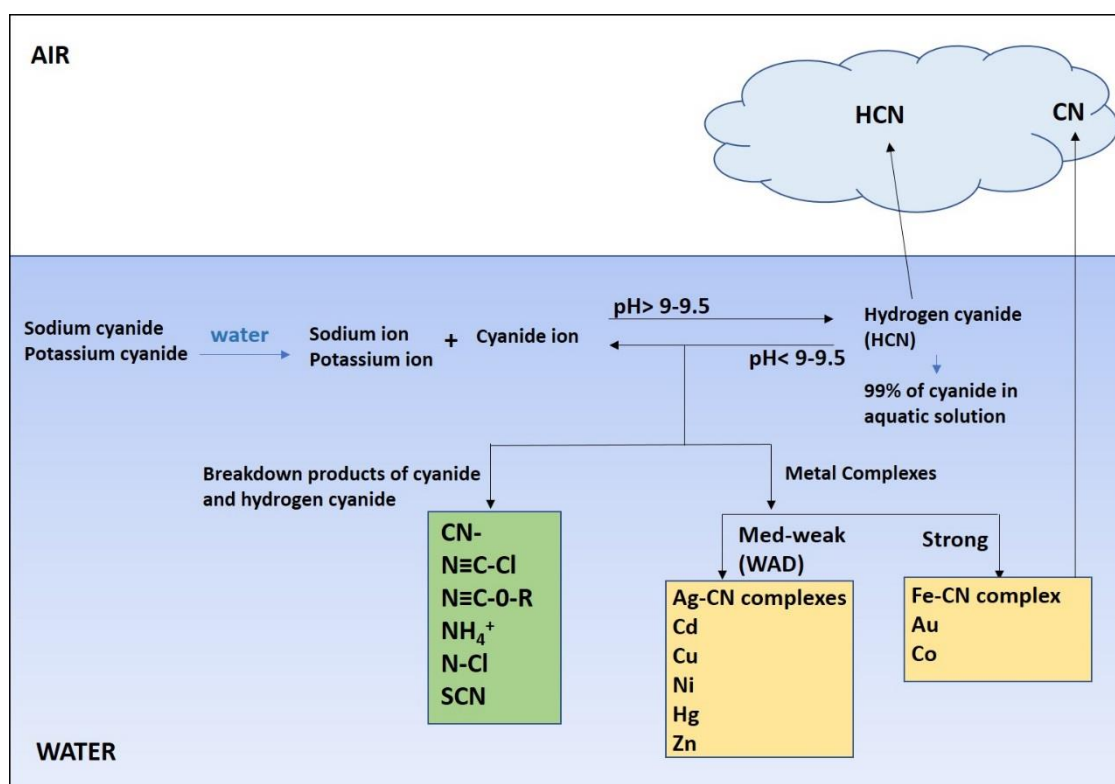 AIR
HCN
CN
Sodium cyanide
Potassium cyanide
water
Sodium ion
Potassium ion
+
Cyanide ion
pH> 9-9.5
pH< 9-9.5
Hydrogen cyanide
(HCN)
99% of cyanide in
aquatic solution
Breakdown products of cyanide
and hydrogen cyanide
CN-
N≡C-Cl
N≡C-0-R
NH₄⁺
N-Cl
SCN
Metal Complexes
Med-weak
(WAD)
Strong
Ag-CN complexes
Cd
Cu
Ni
Hg
Zn
Fe-CN complex
Au
Co
WATER